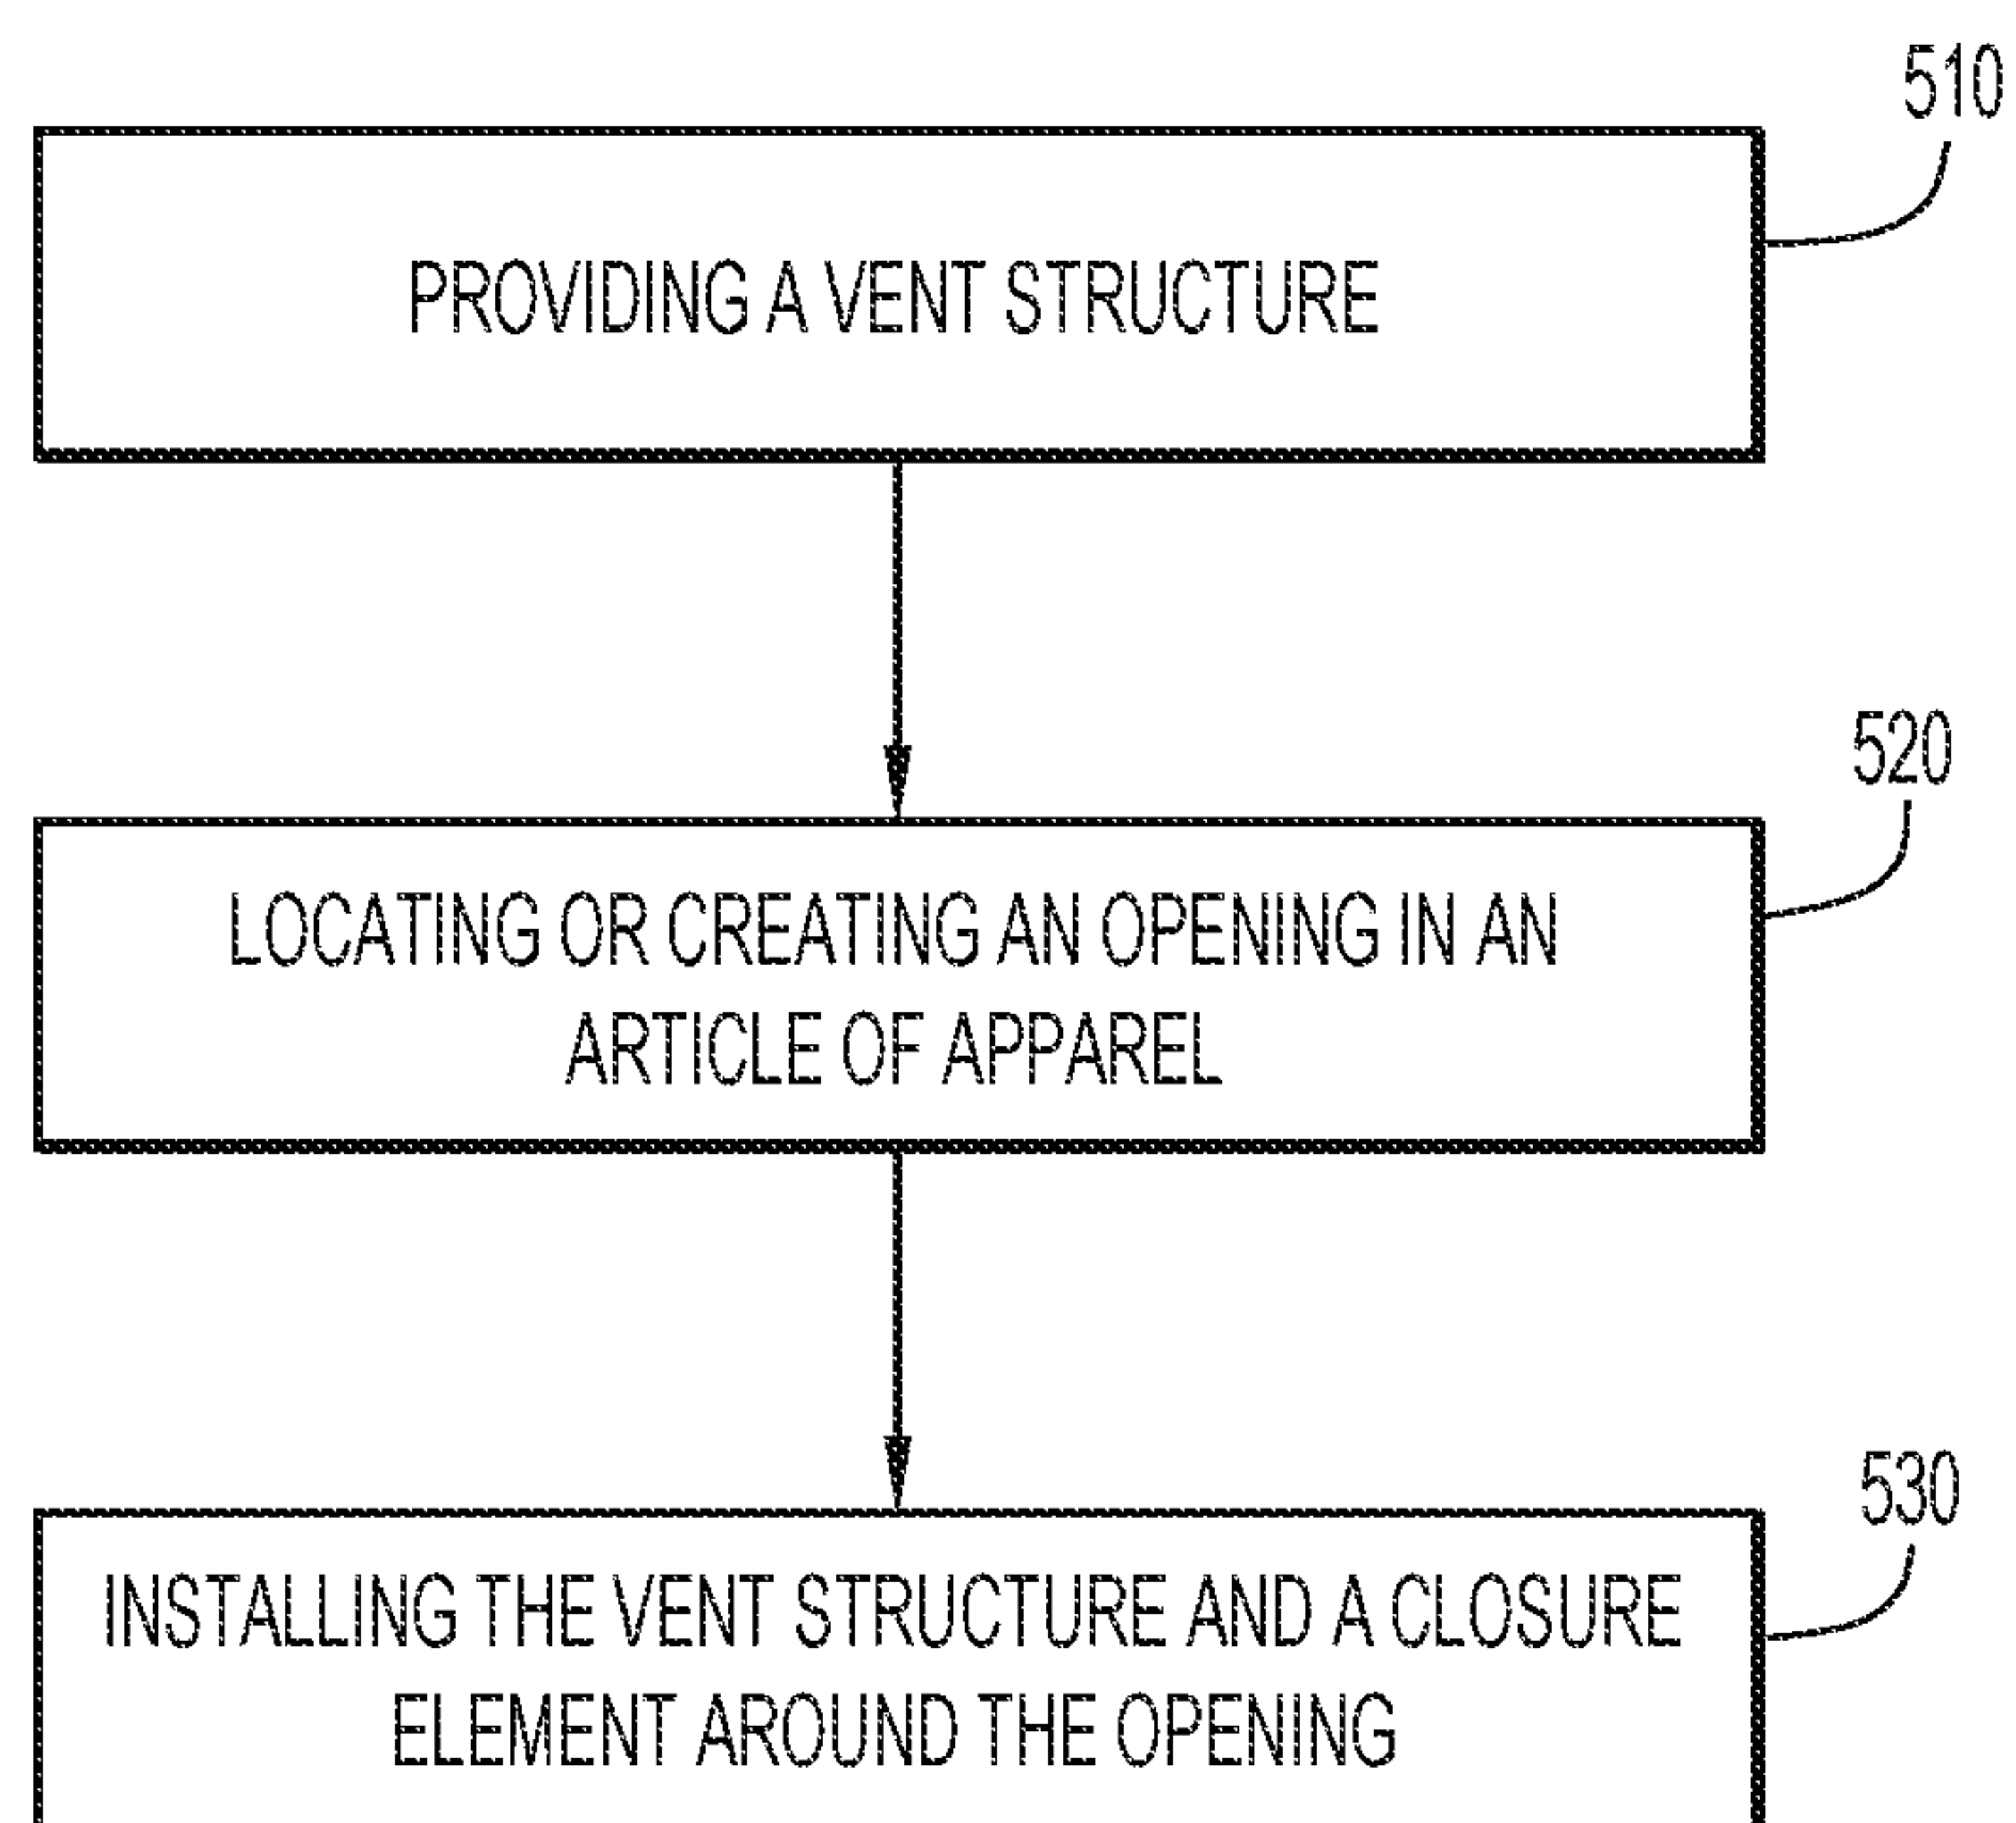 510
PROVIDING A VENT STRUCTURE
520
LOCATING OR CREATING AN OPENING IN AN
ARTICLE OF APPAREL
530
INSTALLING THE VENT STRUCTURE AND A CLOSURE
ELEMENT AROUND THE OPENING